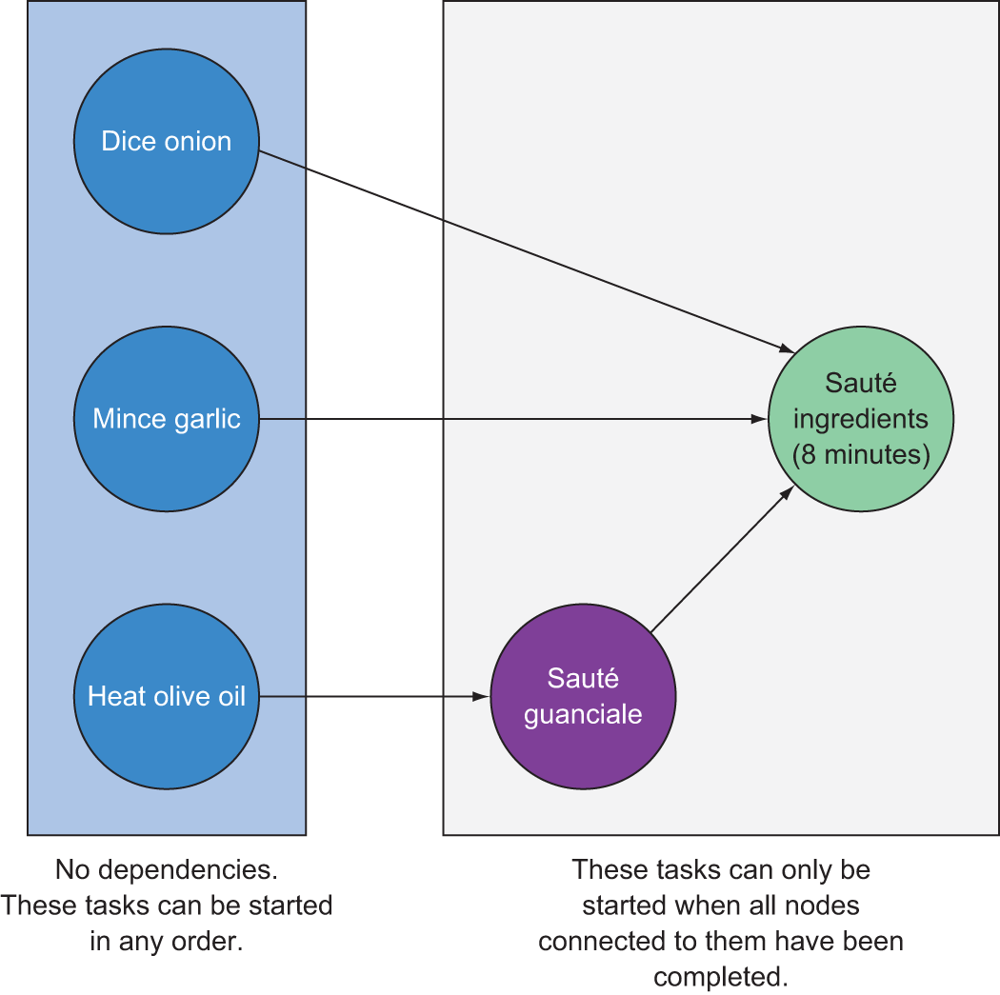 Dice onion
Mince garlic
Heat olive oil
Sauté
guanciale
Sauté
ingredients
(8 minutes)
No dependencies.
These tasks can be started
in any order.
These tasks can only be
started when all nodes
connected to them have been
completed.